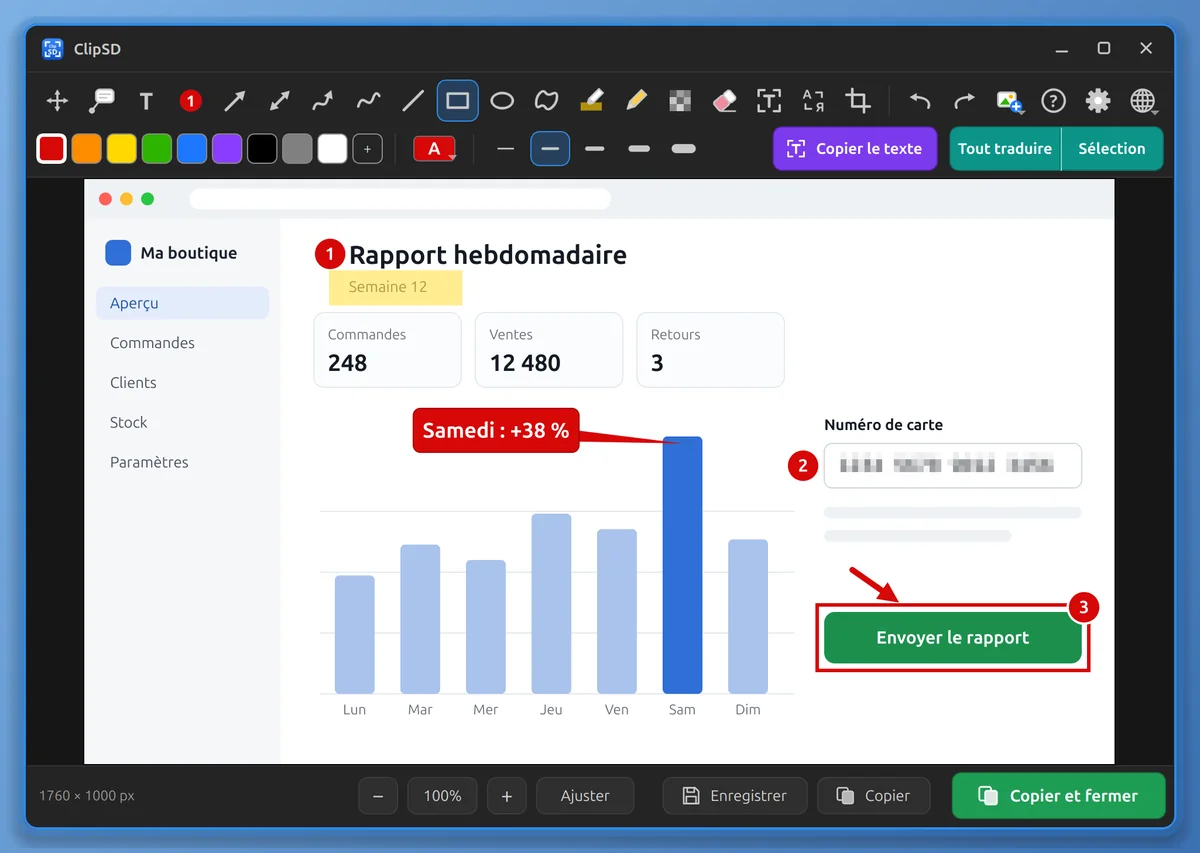 ClipSD
T
1
A
Я
+
A
Copier le texte
Tout traduire
Sélection
Ma boutique
Aperçu
Commandes
Clients
Stock
Paramètres
1
Rapport hebdomadaire
Semaine 12
Commandes
248
Ventes
12 480
Retours
3
Samedi : +38 %
Lun Mar Mer Jeu Ven Sam Dim
Numéro de carte
2
3
Envoyer le rapport
1760 × 1000 px
−
100%
+
Ajuster
Enregistrer
Copier
Copier et fermer